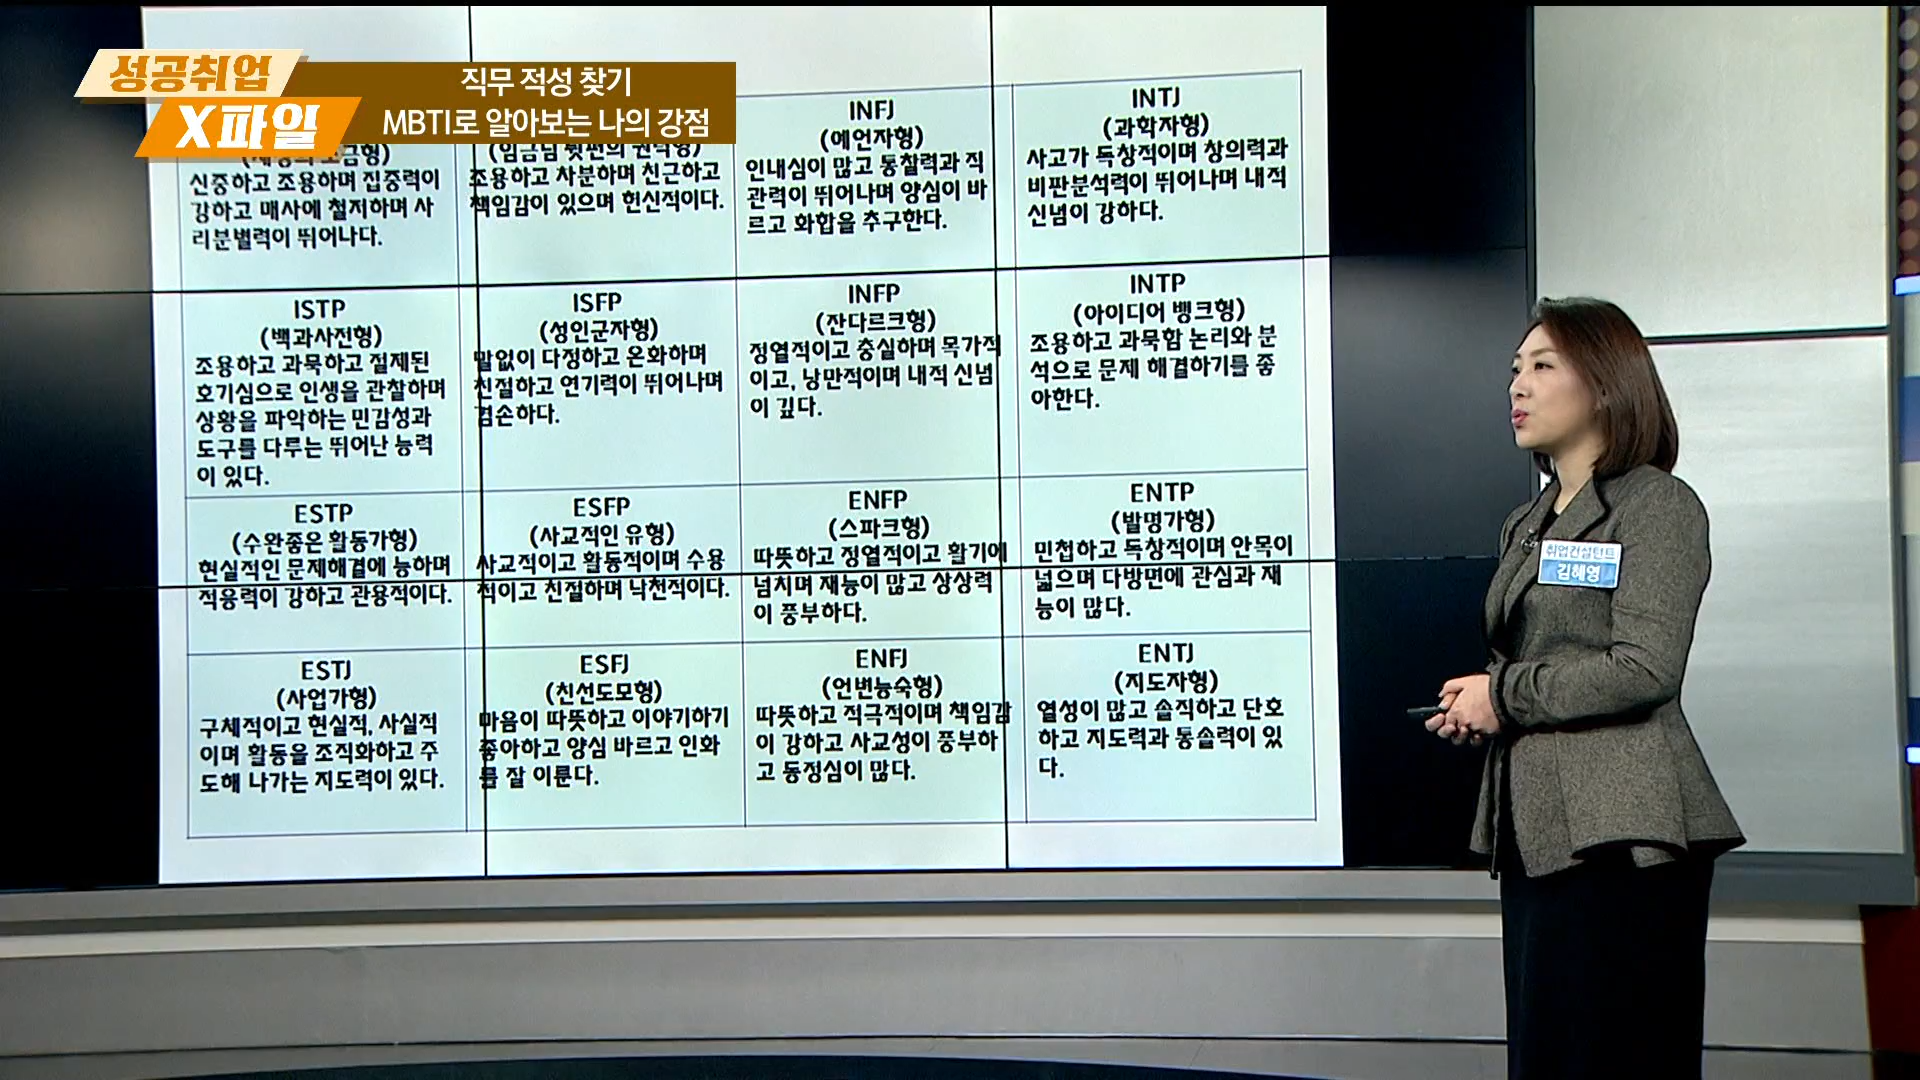 성공취업
X파일
직무 적성 찾기
MBTI로 알아보는 나의 강점
신중하고 조용하며 집중력이
강하고 매사에 철저하며 사
리분별력이 뛰어나다.
조용하고 차분하며 친근하고
책임감이 있으며 헌신적이다.
INFJ
(예언자형)
인내심이 많고 통찰력과 직
관력이 뛰어나며 양심이 바
르고 화합을 추구한다.
INTJ
(과학자형)
사고가 독창적이며 창의력과
비판분석력이 뛰어나며 내적
신념이 강하다.
ISTP
(백과사전형)
조용하고 과묵하고 절제된
호기심으로 인생을 관찰하며
상황을 파악하는 민감성과
도구를 다루는 뛰어난 능력
이 있다.
ISFP
(성인군자형)
말없이 다정하고 온화하며
친절하고 연기력이 뛰어나며
겸손하다.
INFP
(잔다르크형)
정열적이고 충실하며 목가적
이고, 낭만적이며 내적 신념
이 깊다.
INTP
(아이디어 뱅크형)
조용하고 과묵함 논리와 분
석으로 문제 해결하기를 좋
아한다.
ESTP
(수완좋은 활동가형)
현실적인 문제해결에 능하며
적응력이 강하고 관용적이다.
ESFP
(사교적인 유형)
사교적이고 활동적이며 수용
적이고 친절하며 낙천적이다.
ENFP
(스파크형)
따뜻하고 정열적이고 활기에
넘치며 재능이 많고 상상력
이 풍부하다.
ENTP
(발명가형)
민첩하고 독창적이며 안목이
넓으며 다방면에 관심과 재
능이 많다.
ESTJ
(사업가형)
구체적이고 현실적, 사실적
이며 활동을 조직화하고 주
도해 나가는 지도력이 있다.
ESFJ
(친선도모형)
마음이 따뜻하고 이야기하기
좋아하고 양심 바르고 인화
를 잘 이룬다.
ENFJ
(언변능숙형)
따뜻하고 적극적이며 책임감
이 강하고 사교성이 풍부하
고 동정심이 많다.
ENTJ
(지도자형)
열성이 많고 솔직하고 단호
하고 지도력과 통솔력이 있
다.
취업컨설턴트
김혜영